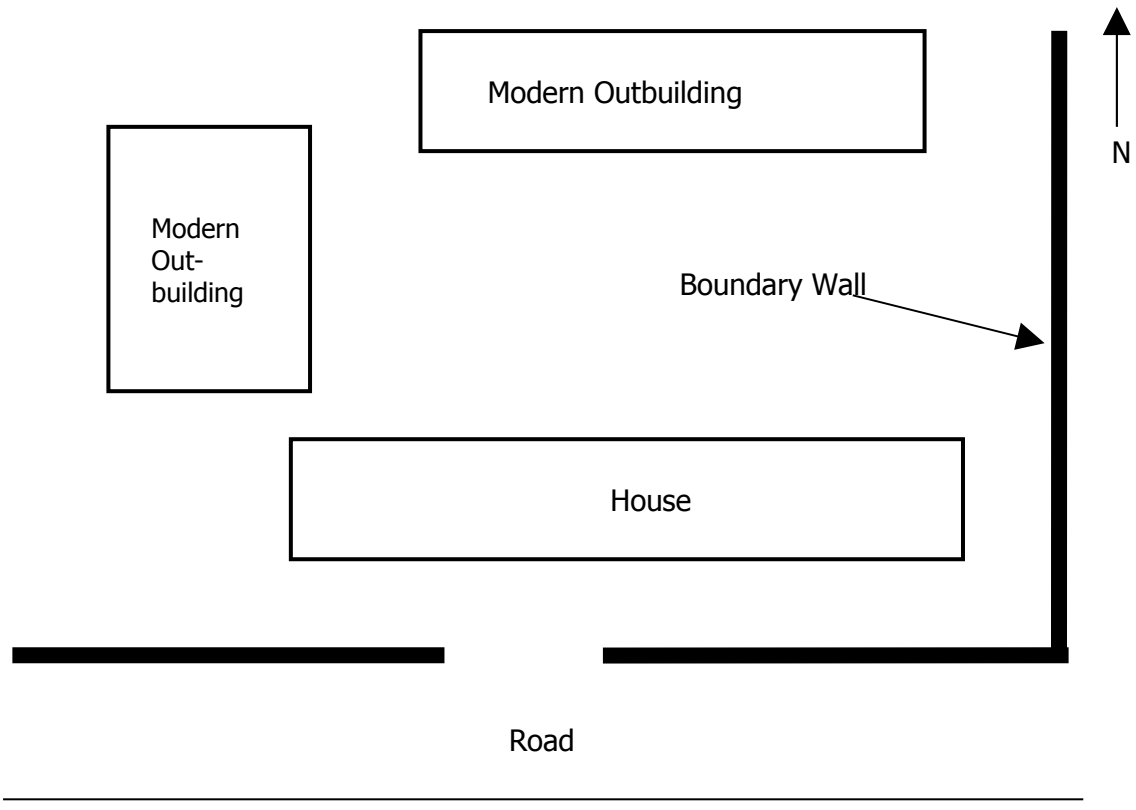 Modern Outbuilding
N
Modern
Out-
building
Boundary Wall
House
Road